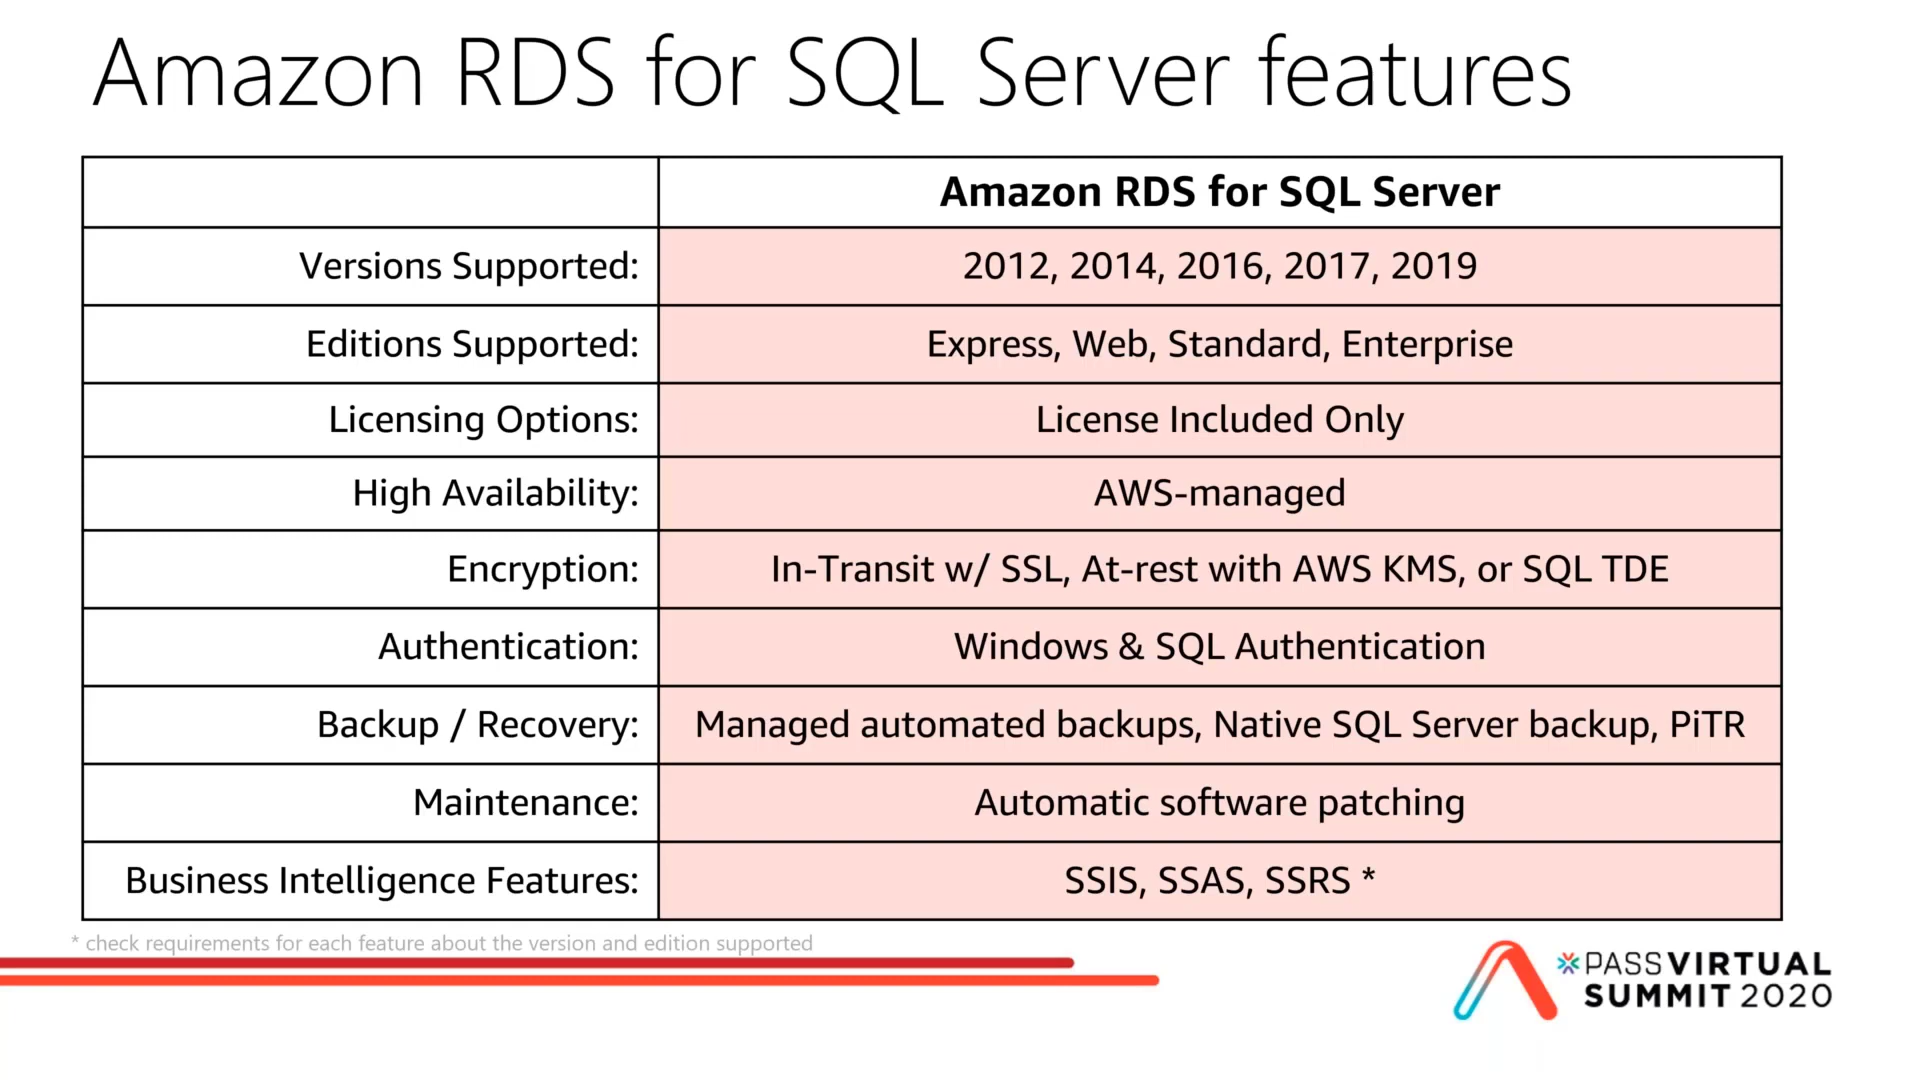 Amazon RDS for SQL Server features
Amazon RDS for SQL Server
Versions Supported: 2012, 2014, 2016, 2017, 2019
Editions Supported: Express, Web, Standard, Enterprise
Licensing Options: License Included Only
High Availability: AWS-managed
Encryption: In-Transit w/ SSL, At-rest with AWS KMS, or SQL TDE
Authentication: Windows & SQL Authentication
Backup / Recovery: Managed automated backups, Native SQL Server backup, PiTR
Maintenance: Automatic software patching
Business Intelligence Features: SSIS, SSAS, SSRS *
* check requirements for each feature about the version and edition supported
PASS VIRTUAL
SUMMIT 2020